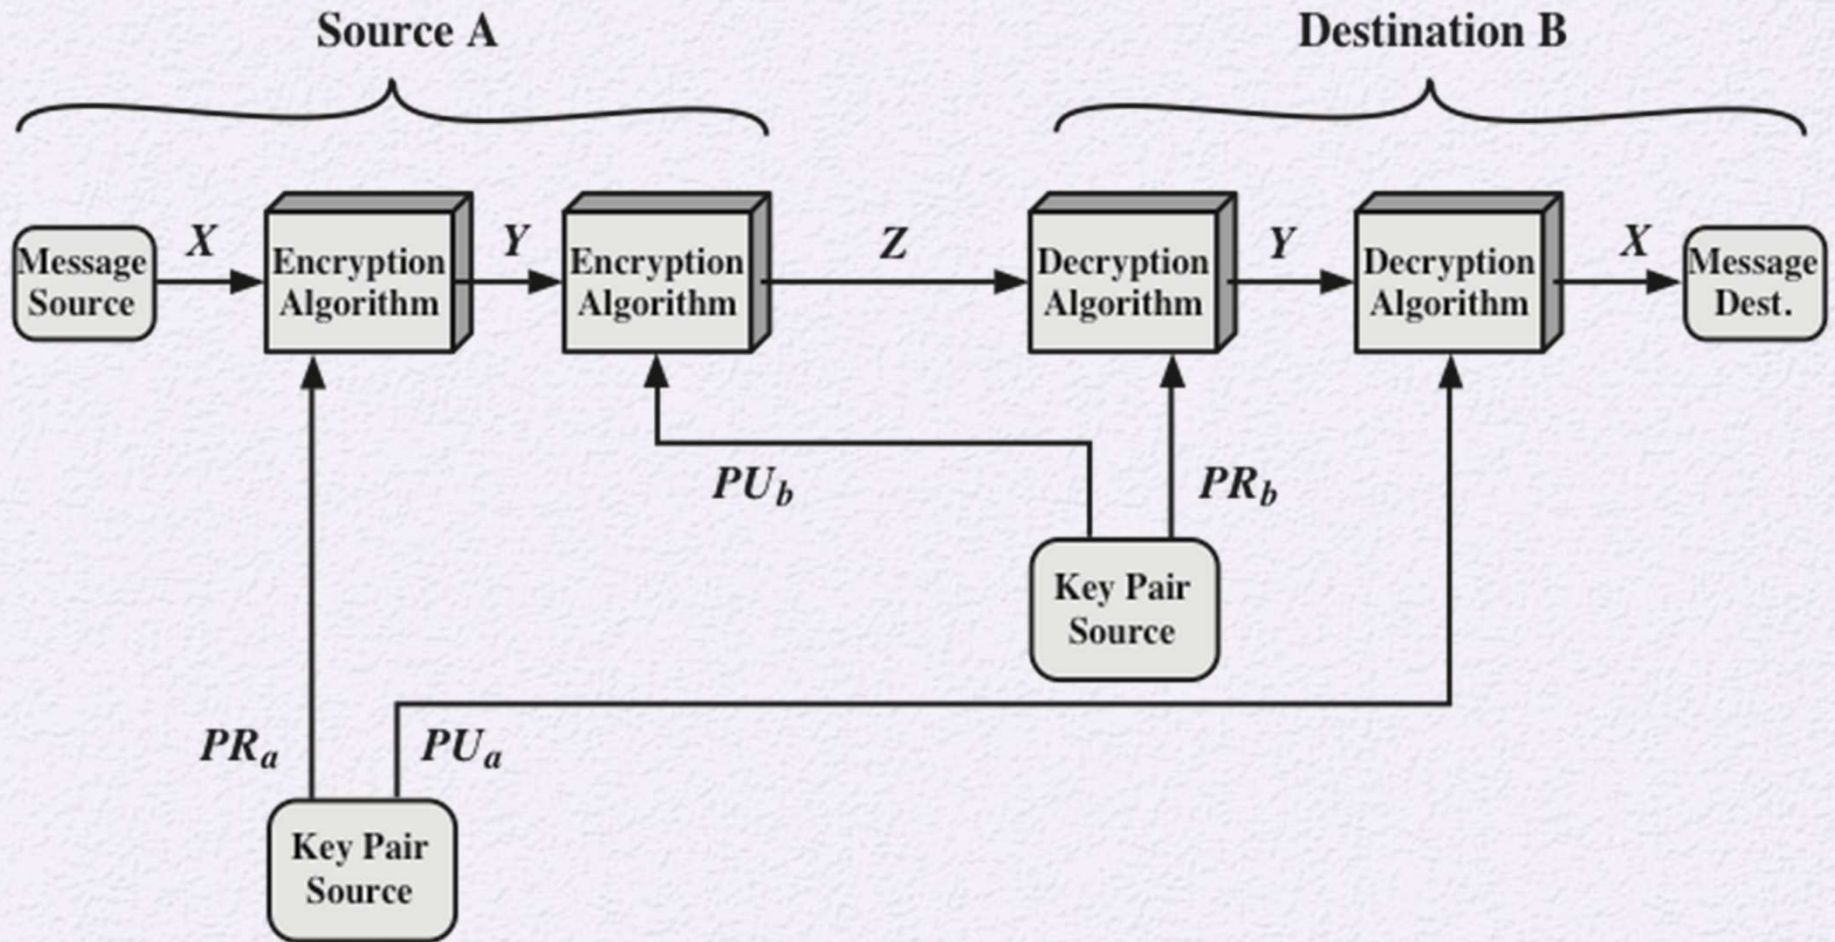 Source A
Destination B
Message
Source
X
Encryption
Algorithm
Y
Encryption
Algorithm
Z
Decryption
Algorithm
Y
Decryption
Algorithm
X
Message
Dest.
PUb
PRb
Key Pair
Source
PRa
PUa
Key Pair
Source